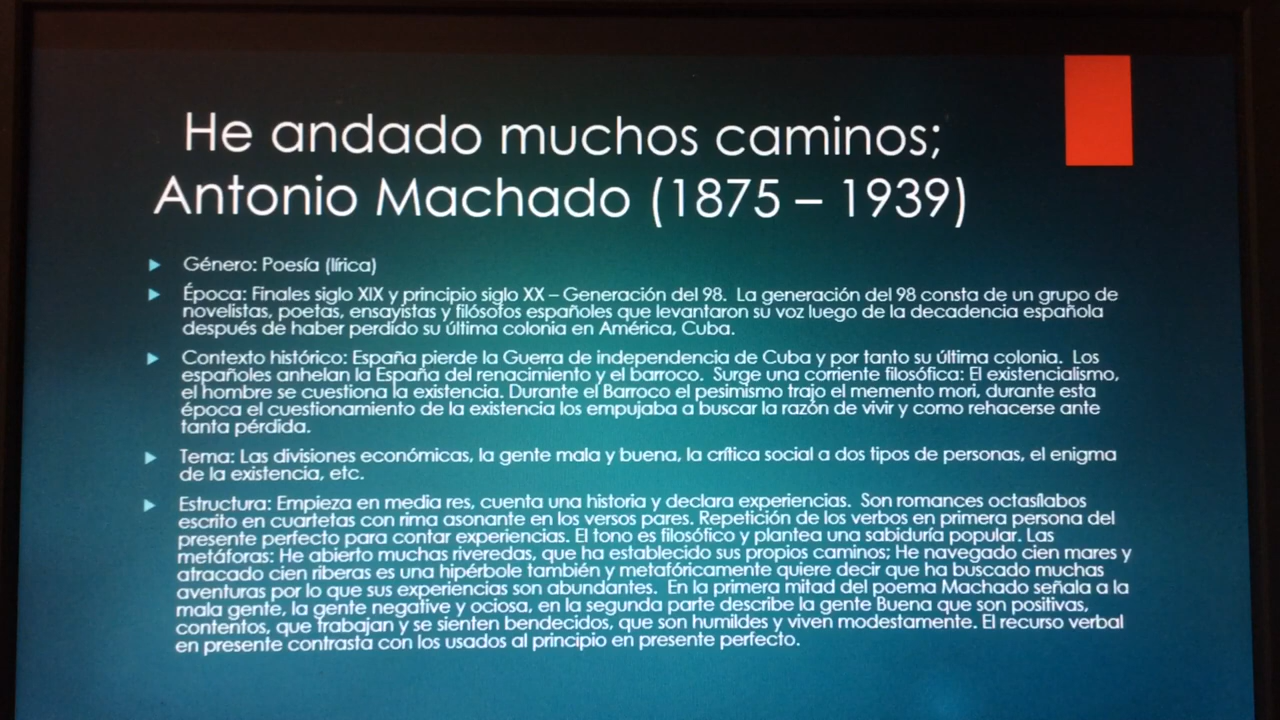 He andado muchos caminos;
Antonio Machado (1875 – 1939)
Género: Poesía (lírica)
Época: Finales siglo XIX y principio siglo XX – Generación del 98. La generación del 98 consta de un grupo de
novelistas, poetas, ensayistas y filósofos españoles que levantaron su voz luego de la decadencia española
después de haber perdido su última colonia en América, Cuba.
Contexto histórico: España pierde la Guerra de independencia de Cuba y por tanto su última colonia. Los
españoles anhelan la España del renacimiento y el barroco. Surge una corriente filosófica: El existencialismo,
el hombre se cuestiona la existencia. Durante el Barroco el pesimismo trajo el memento mori, durante esta
época el cuestionamiento de la existencia los empujaba a buscar la razón de vivir y como rehacerse ante
tanta pérdida.
Tema: Las divisiones económicas, la gente mala y buena, la crítica social a dos tipos de personas, el enigma
de la existencia, etc.
Estructura: Empieza en media res, cuenta una historia y declara experiencias. Son romances octasílabos
escrito en cuartetas con rima asonante en los versos pares. Repetición de los verbos en primera persona del
presente perfecto para contar experiencias. El tono es filosófico y plantea una sabiduría popular. Las
metáforas: He abierto muchas riveredas, que ha establecido sus propios caminos; He navegado cien mares y
atracado cien riberas es una hipérbole también y metafóricamente quiere decir que ha buscado muchas
aventuras por lo que sus experiencias son abundantes. En la primera mitad del poema Machado señala a la
mala gente, la gente negative y ociosa, en la segunda parte describe la gente Buena que son positivas,
contentos, que trabajan y se sienten bendecidos, que son humildes y viven modestamente. El recurso verbal
en presente contrasta con los usados al principio en presente perfecto.